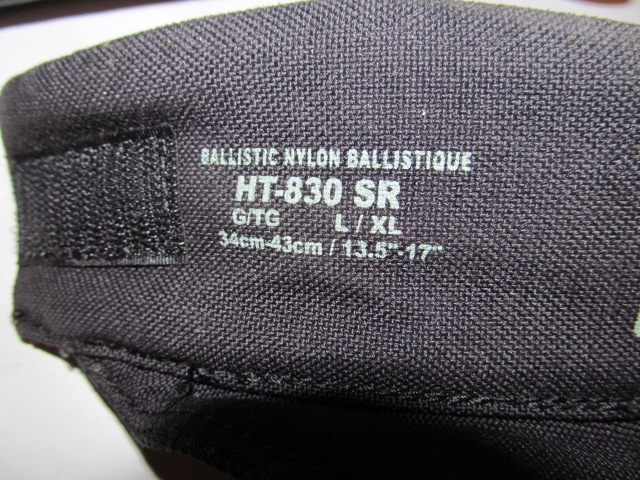 BALLISTIC NYLON BALLISTIQUE
HT-830 SR
G/TG L / XL
34cm-43cm / 13.5"-17"